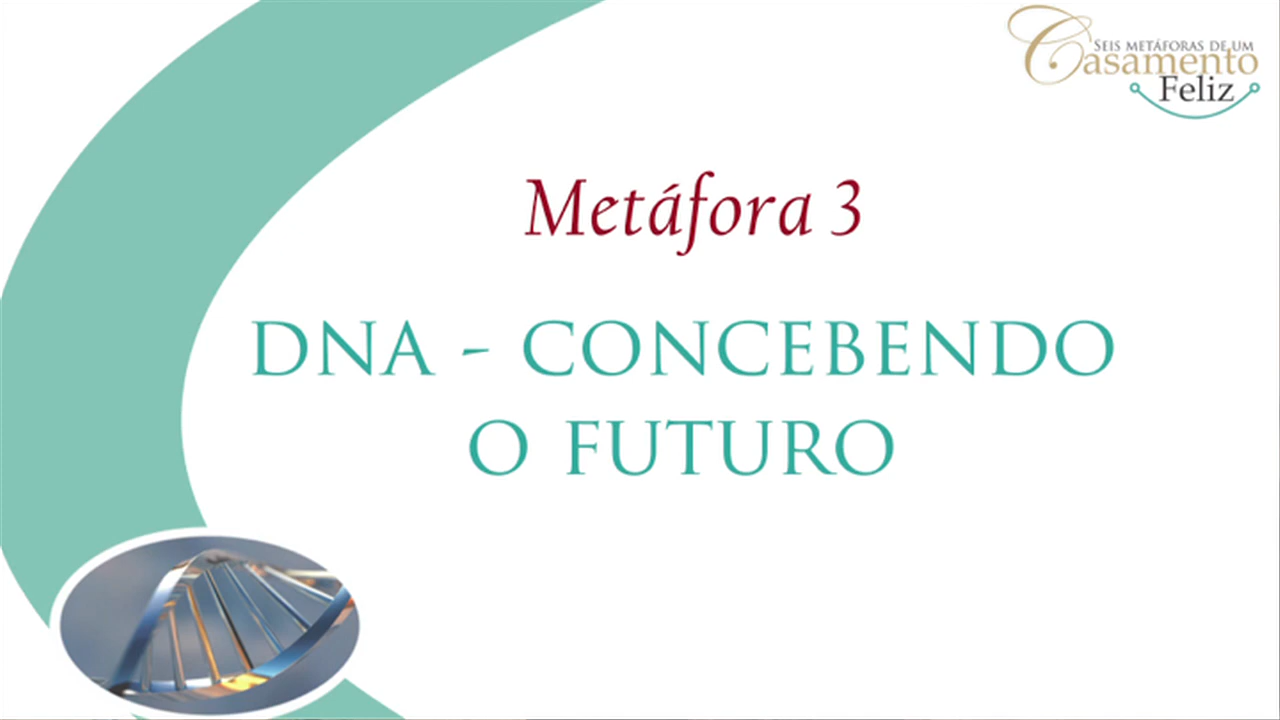 SEIS METÁFORAS DE UM
Casamento
Feliz
Metáfora 3
DNA - CONCEBENDO
O FUTURO